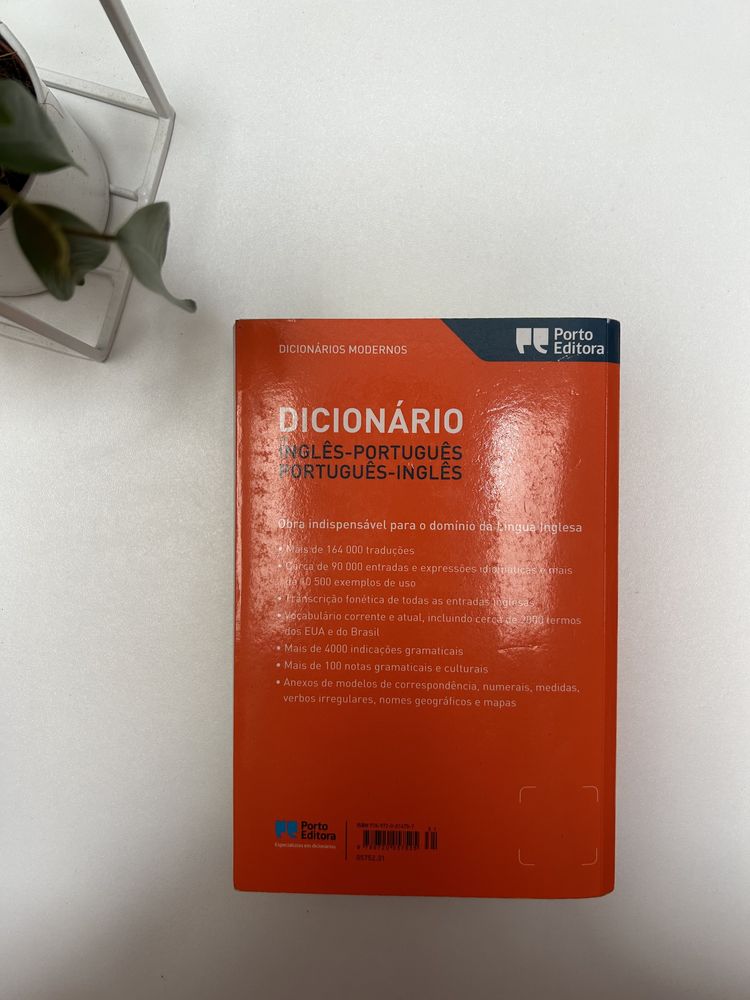 DICIONÁRIOS MODERNOS
Porto
Editora
DICIONÁRIO
INGLÊS-PORTUGUÊS
PORTUGUÊS-INGLÊS
Obra indispensável para o domínio da Língua Inglesa
• Mais de 164 000 traduções
• Cerca de 90 000 entradas e expressões idiomáticas e mais
de 10 500 exemplos de uso
• Transcrição fonética de todas as entradas inglesas
• Vocabulário corrente e atual, incluindo cerca de 2000 termos
dos EUA e do Brasil
• Mais de 4000 indicações gramaticais
• Mais de 100 notas gramaticais e culturais
• Anexos de modelos de correspondência, numerais, medidas,
verbos irregulares, nomes geográficos e mapas
Porto
Editora
Especialistas em dicionários
ISBN
05752.31